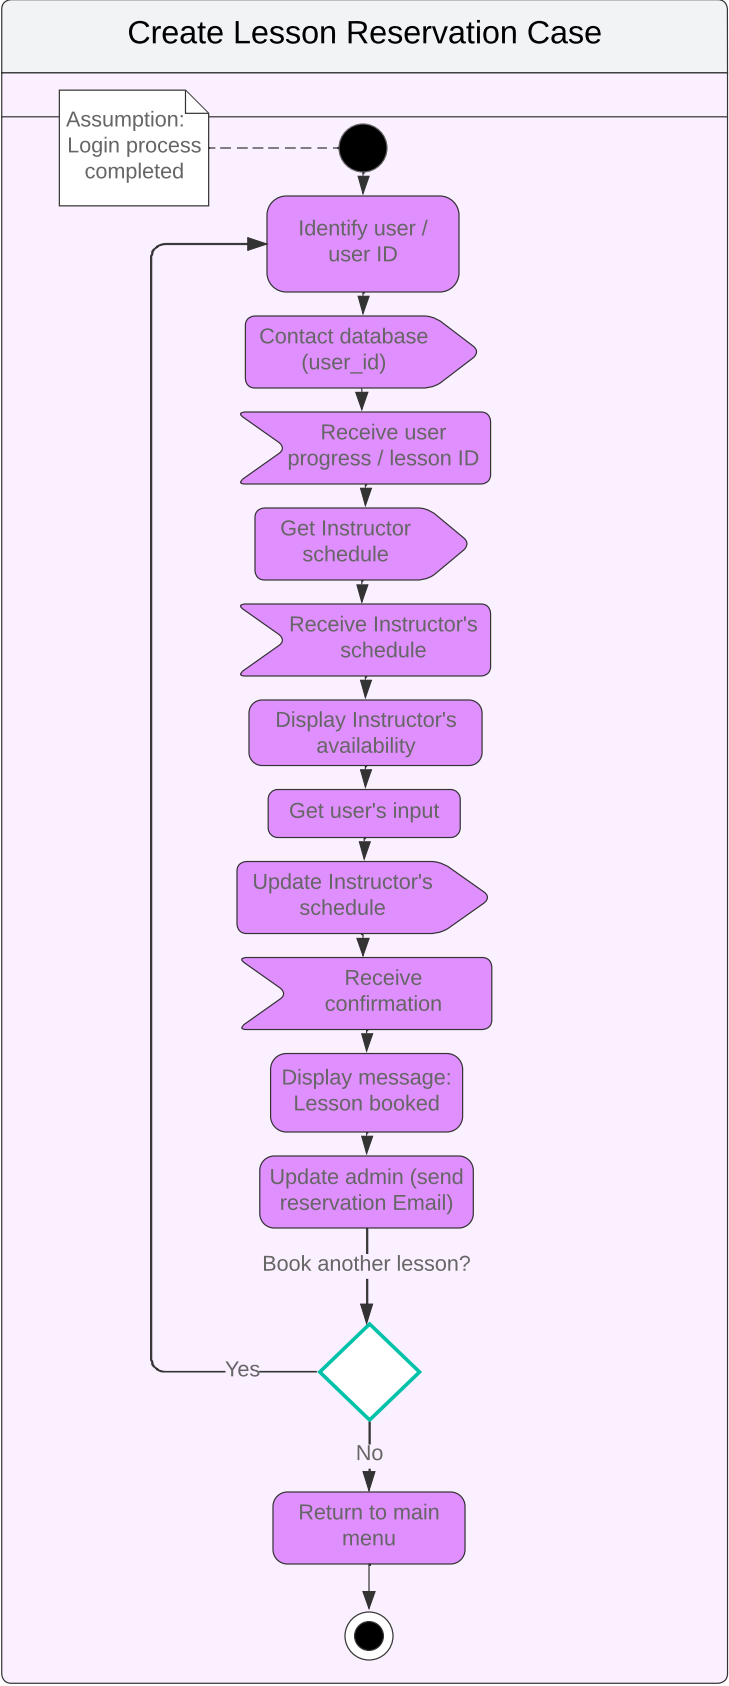 Create Lesson Reservation Case
Assumption:
Login process
completed
Identify user /
user ID
Contact database
(user_id)
Receive user
progress / lesson ID
Get Instructor
schedule
Receive Instructor's
schedule
Display Instructor's
availability
Get user's input
Update Instructor's
schedule
Receive
confirmation
Display message:
Lesson booked
Update admin (send
reservation Email)
Book another lesson?
Yes
No
Return to main
menu